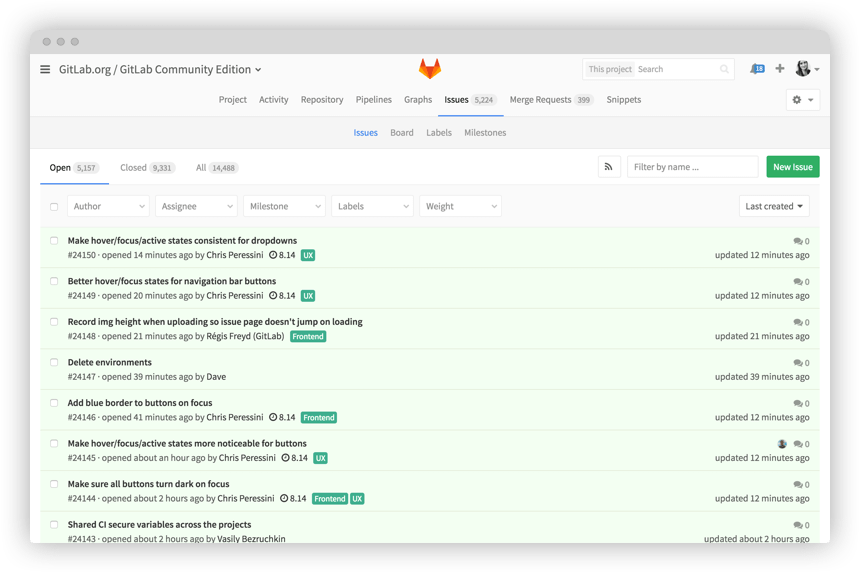 GitLab.org / GitLab Community Edition
This project Search
18
Project Activity Repository Pipelines Graphs Issues 5,224 Merge Requests 399 Snippets
Issues Board Labels Milestones
Open 5,157 Closed 9,331 All 14,488
Filter by name ...
New Issue
Author Assignee Milestone Labels Weight
Last created
Make hover/focus/active states consistent for dropdowns 0
#24150 · opened 14 minutes ago by Chris Peressini 8.14 UX updated 12 minutes ago
Better hover/focus states for navigation bar buttons 0
#24149 · opened 20 minutes ago by Chris Peressini 8.14 UX updated 12 minutes ago
Record img height when uploading so issue page doesn't jump on loading 0
#24148 · opened 21 minutes ago by Régis Freyd (GitLab) Frontend updated 21 minutes ago
Delete environments 0
#24147 · opened 39 minutes ago by Dave updated 39 minutes ago
Add blue border to buttons on focus 0
#24146 · opened 41 minutes ago by Chris Peressini 8.14 Frontend updated 12 minutes ago
Make hover/focus/active states more noticeable for buttons 0
#24145 · opened about an hour ago by Chris Peressini 8.14 UX updated 12 minutes ago
Make sure all buttons turn dark on focus 0
#24144 · opened about 2 hours ago by Chris Peressini 8.14 Frontend UX updated 12 minutes ago
Shared CI secure variables across the projects 0
#24143 · opened about 2 hours ago by Vasily Bezruchkin updated about 2 hours ago